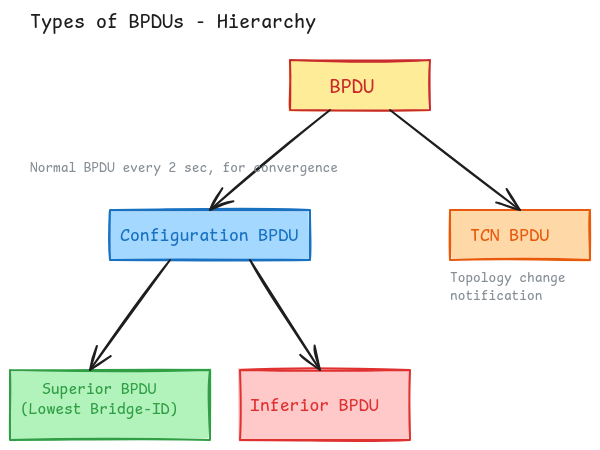 Types of BPDUs - Hierarchy
BPDU
Normal BPDU every 2 sec, for convergence
Configuration BPDU
TCN BPDU
Topology change
notification
Superior BPDU
(Lowest Bridge-ID)
Inferior BPDU